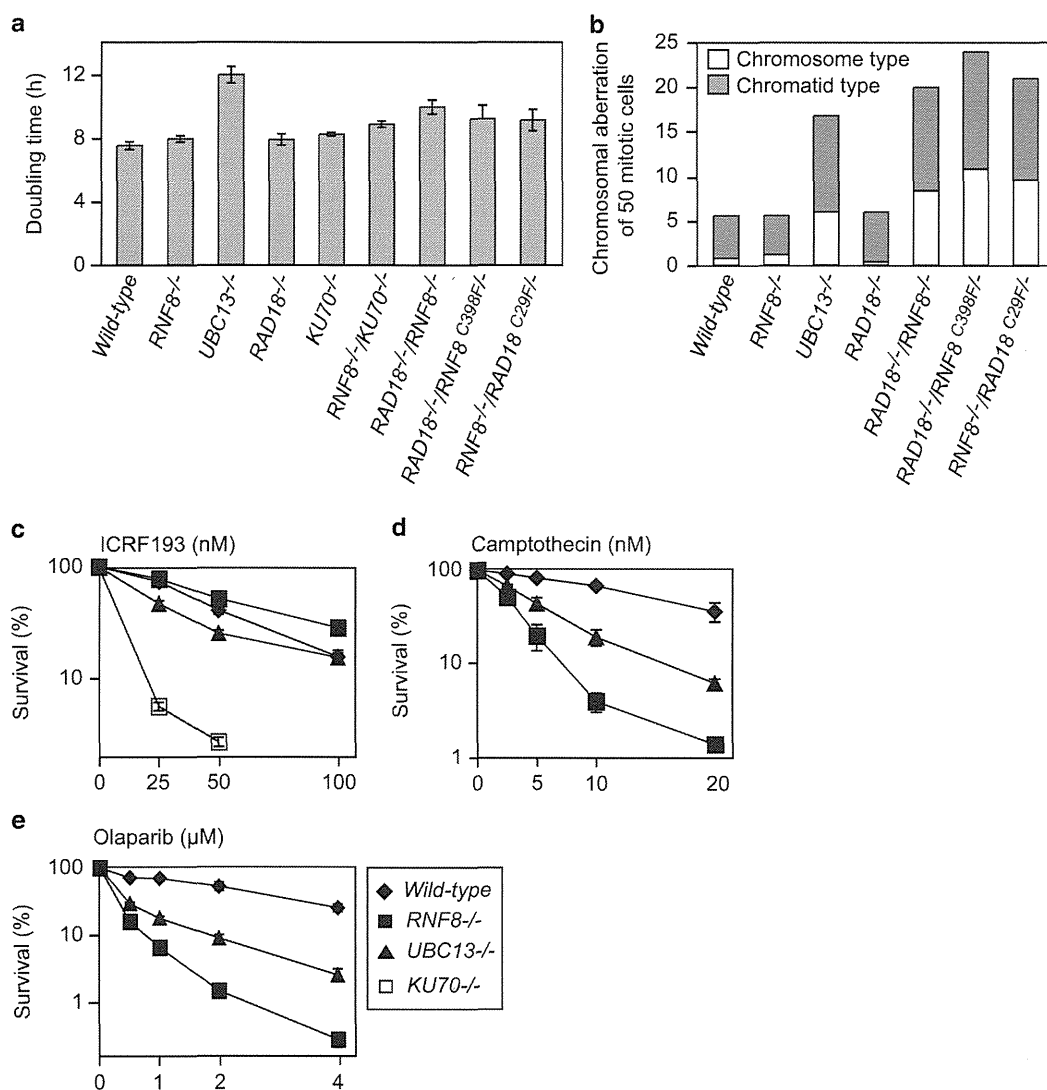 a
Doubling time (h)
12
8
4
0
Wild-type
RNF8-/-
UBC13-/-
RAD18-/-
KU70-/-
RNF8-/-/KU70-/-
RAD18-/-/RNF8-/-
RAD18-/-/RNF8 C398F/-
RNF8-/-/RAD18 C29F/-
b
Chromosomal aberration
of 50 mitotic cells
25
20
15
10
5
0
Chromosome type
Chromatid type
Wild-type
RNF8-/-
UBC13-/-
RAD18-/-
RAD18-/-/RNF8-/-
RAD18-/-/RNF8 C398F/-
RNF8-/-/RAD18 C29F/-
c
ICRF193 (nM)
Survival (%)
100
10
0 25 50 100
d
Camptothecin (nM)
Survival (%)
100
10
1
0 5 10 20
e
Olaparib (µM)
Survival (%)
100
10
1
0 1 2 4
Wild-type
RNF8-/-
UBC13-/-
KU70-/-